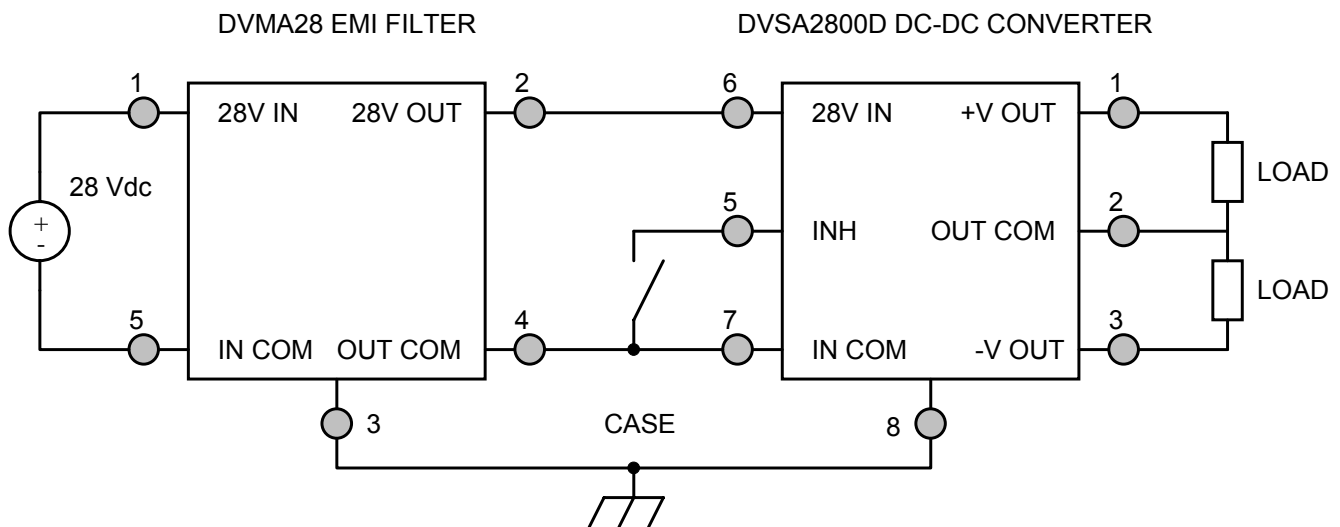 DVMA28 EMI FILTER DVSA2800D DC-DC CONVERTER
1 2 6 1
28V IN 28V OUT 28V IN +V OUT
LOAD
28 Vdc
5 2
+
-
INH OUT COM
LOAD
5 4 7 3
IN COM OUT COM IN COM -V OUT
3 CASE 8